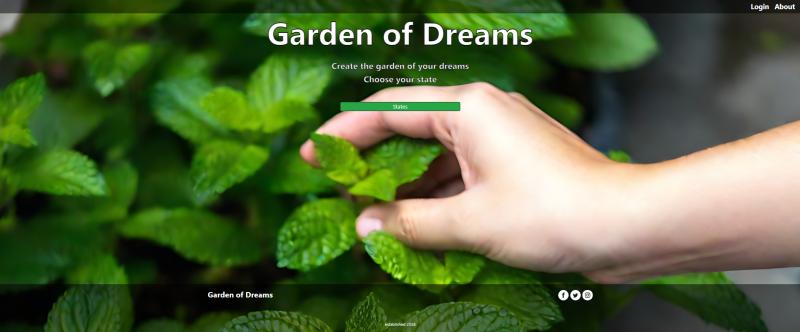 Login About
Garden of Dreams
Create the garden of your dreams
Choose your state
States
Garden of Dreams
established 2018